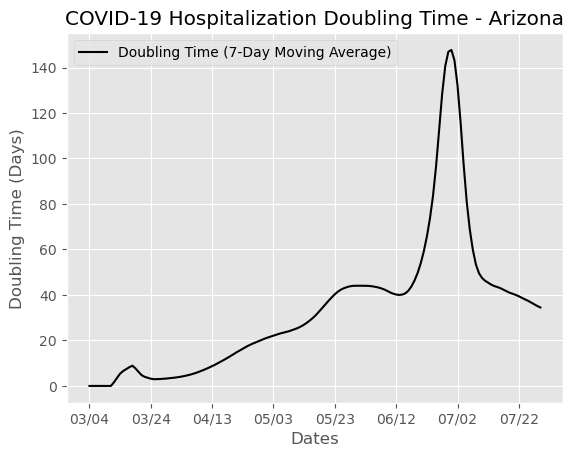 COVID-19 Hospitalization Doubling Time - Arizona
Doubling Time (7-Day Moving Average)
Doubling Time (Days)
140
120
100
80
60
40
20
0
03/04 03/24 04/13 05/03 05/23 06/12 07/02 07/22
Dates